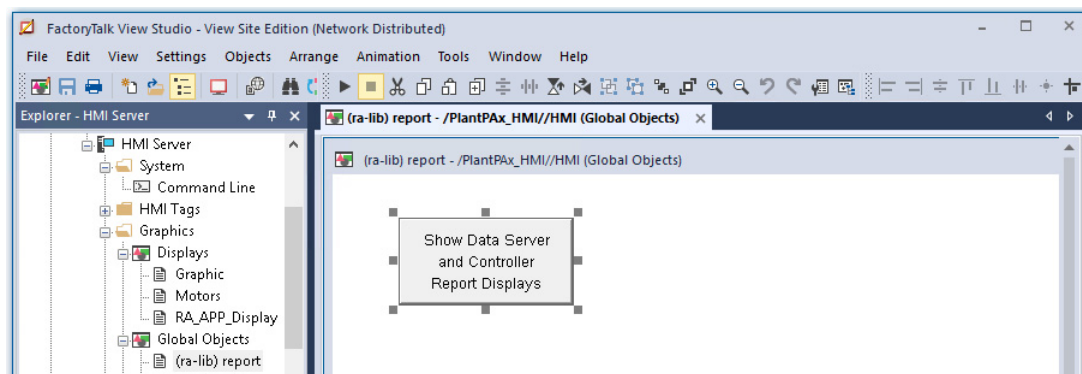 FactoryTalk View Studio - View Site Edition (Network Distributed)
File Edit View Settings Objects Arrange Animation Tools Window Help
Explorer - HMI Server
(ra-lib) report - /PlantPAx_HMI//HMI (Global Objects)
HMI Server
System
Command Line
HMI Tags
Graphics
Displays
Graphic
Motors
RA_APP_Display
Global Objects
(ra-lib) report
(ra-lib) report - /PlantPAx_HMI//HMI (Global Objects)
Show Data Server
and Controller
Report Displays